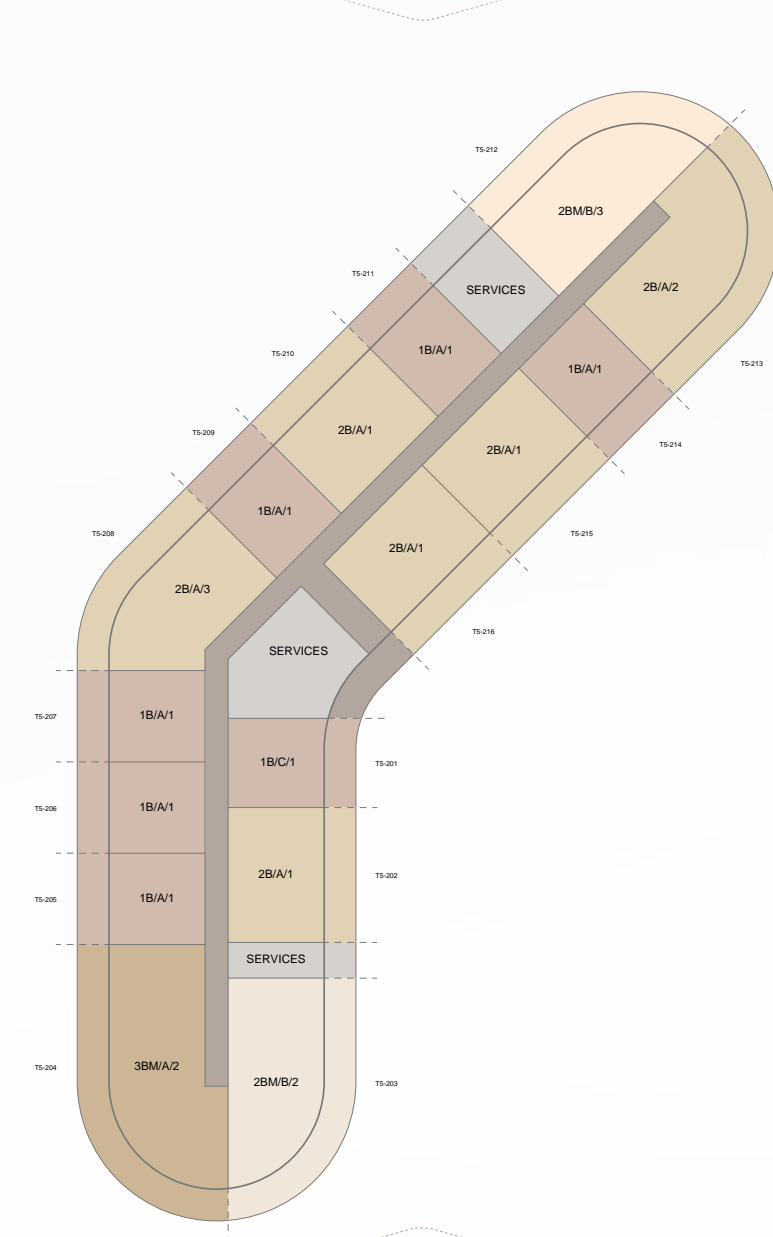 T5-212
2BM/B/3
T5-211
SERVICES
2B/A/2
T5-210
1B/A/1
1B/A/1
T5-213
T5-209
2B/A/1
2B/A/1
T5-214
T5-208
1B/A/1
2B/A/1
T5-215
2B/A/3
T5-216
SERVICES
T5-207
1B/A/1
1B/C/1
T5-201
T5-206
1B/A/1
2B/A/1
T5-202
T5-205
1B/A/1
SERVICES
T5-204
3BM/A/2
2BM/B/2
T5-203